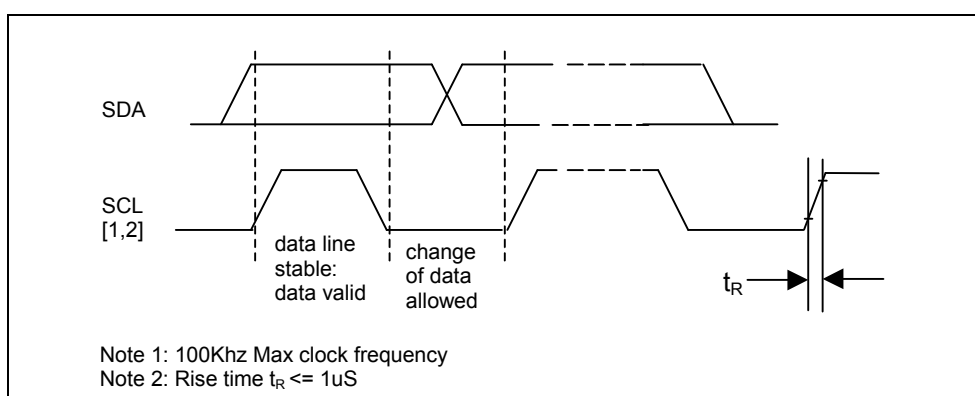 SDA
SCL
[1,2]
data line
stable:
data valid
change
of data
allowed
tR
Note 1: 100Khz Max clock frequency
Note 2: Rise time tR <= 1uS